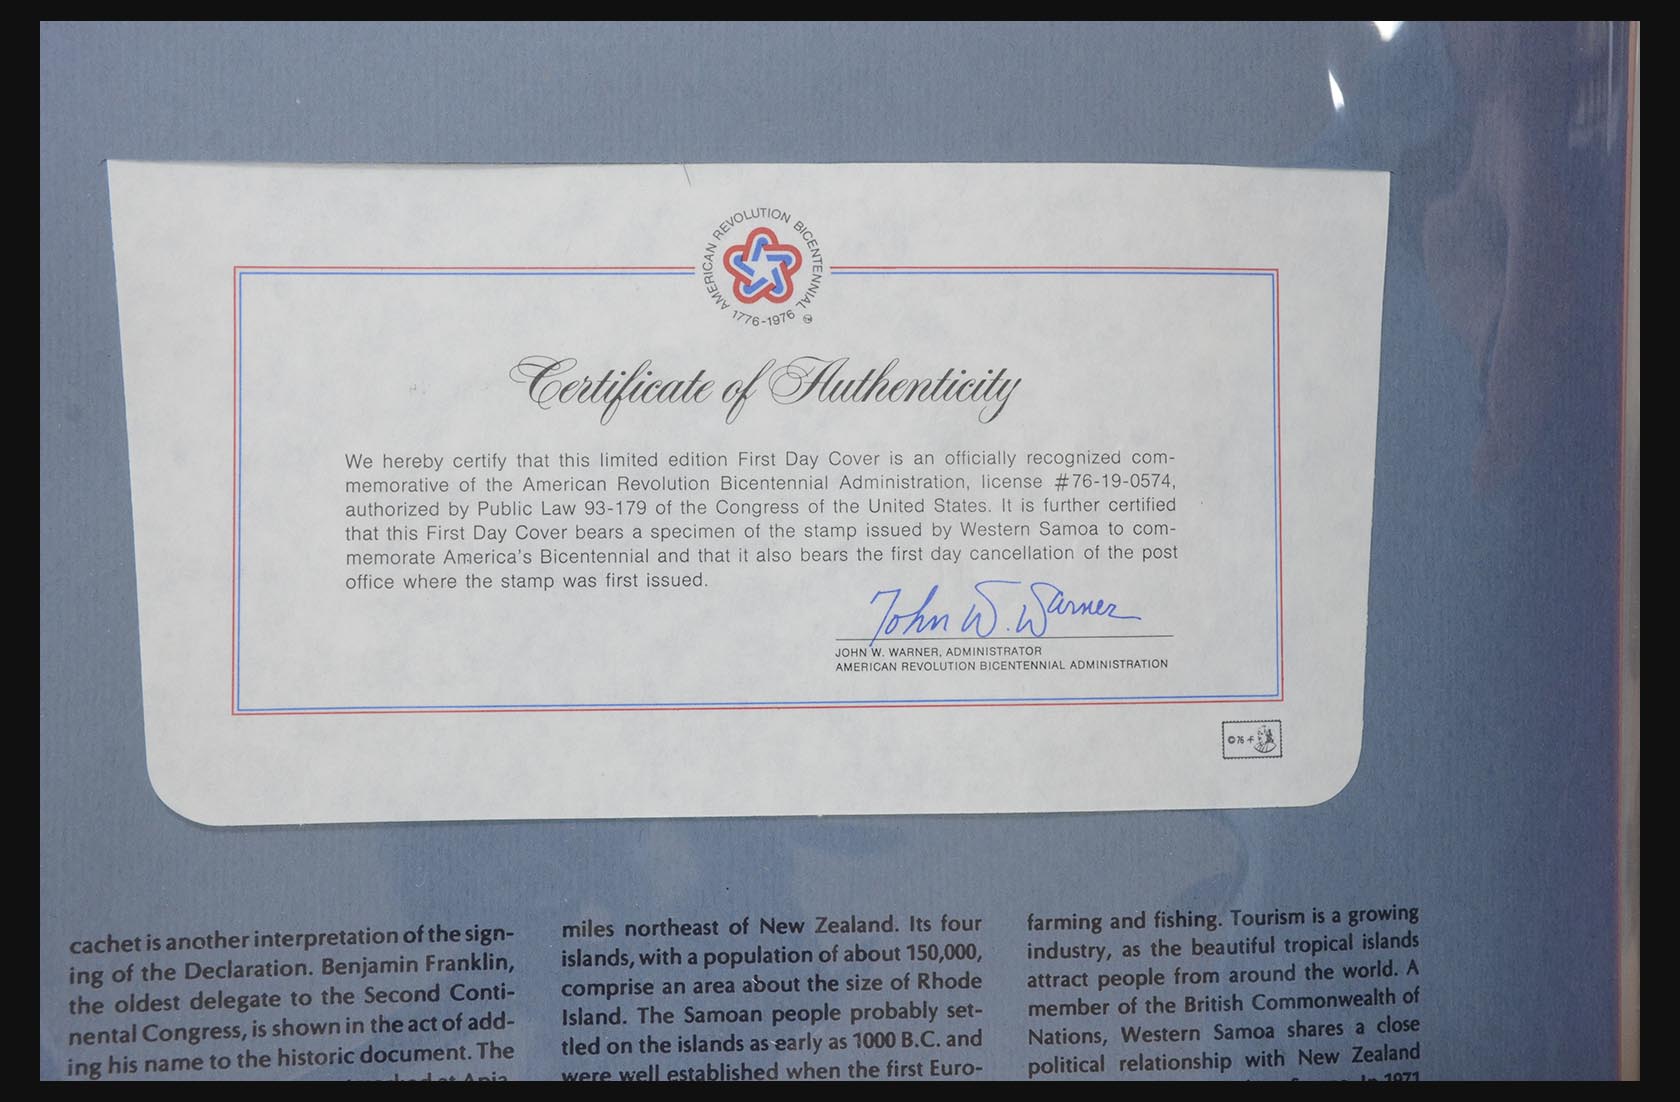 AMERICAN REVOLUTION BICENTENNIAL
1776-1976
Certificate of Authenticity
We hereby certify that this limited edition First Day Cover is an officially recognized com-
memorative of the American Revolution Bicentennial Administration, license #76-19-0574,
authorized by Public Law 93-179 of the Congress of the United States. It is further certified
that this First Day Cover bears a specimen of the stamp issued by Western Samoa to com-
memorate America's Bicentennial and that it also bears the first day cancellation of the post
office where the stamp was first issued.
John W. Warner
JOHN W. WARNER, ADMINISTRATOR
AMERICAN REVOLUTION BICENTENNIAL ADMINISTRATION
©76
cachet is another interpretation of the sign-
ing of the Declaration. Benjamin Franklin,
the oldest delegate to the Second Conti-
nental Congress, is shown in the act of add-
ing his name to the historic document. The
at Apia
miles northeast of New Zealand. Its four
islands, with a population of about 150,000,
comprise an area about the size of Rhode
Island. The Samoan people probably set-
tled on the islands as early as 1000 B.C. and
were well established when the first Euro-
farming and fishing. Tourism is a growing
industry, as the beautiful tropical islands
attract people from around the world. A
member of the British Commonwealth of
Nations, Western Samoa shares a close
political relationship with New Zealand
In 1971